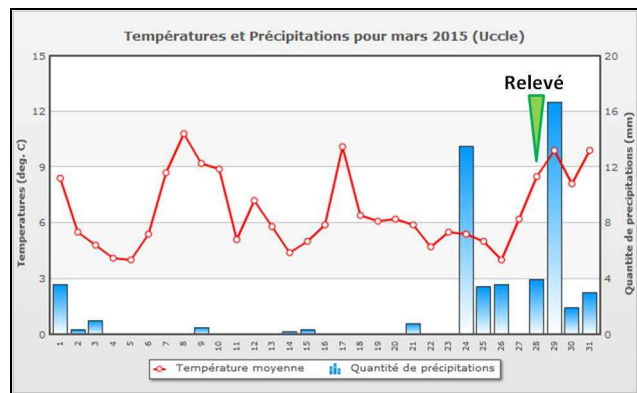 Températures et Précipitations pour mars 2015 (Uccle)
Relevé
Temperatures (deg. C)
15
12
9
6
3
0
Quantite de precipitations (mm)
20
16
12
8
4
0
1 2 3 4 5 6 7 8 9 10 11 12 13 14 15 16 17 18 19 20 21 22 23 24 25 26 27 28 29 30 31
Température moyenne Quantité de précipitations